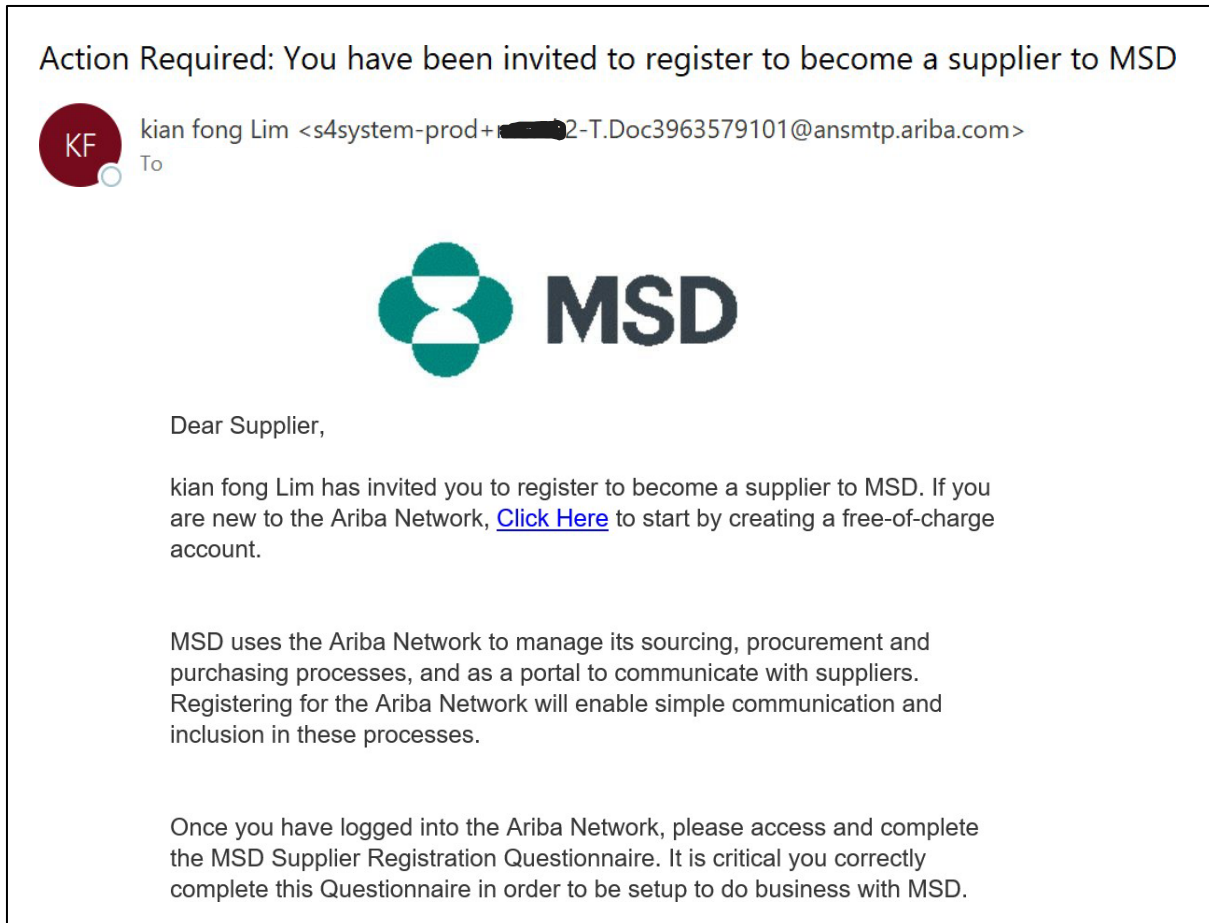 Action Required: You have been invited to register to become a supplier to MSD
KF
kian fong Lim <s4system-prod+ 2-T.Doc3963579101@ansmtp.ariba.com>
To
MSD
Dear Supplier,
kian fong Lim has invited you to register to become a supplier to MSD. If you
are new to the Ariba Network, Click Here to start by creating a free-of-charge
account.
MSD uses the Ariba Network to manage its sourcing, procurement and
purchasing processes, and as a portal to communicate with suppliers.
Registering for the Ariba Network will enable simple communication and
inclusion in these processes.
Once you have logged into the Ariba Network, please access and complete
the MSD Supplier Registration Questionnaire. It is critical you correctly
complete this Questionnaire in order to be setup to do business with MSD.